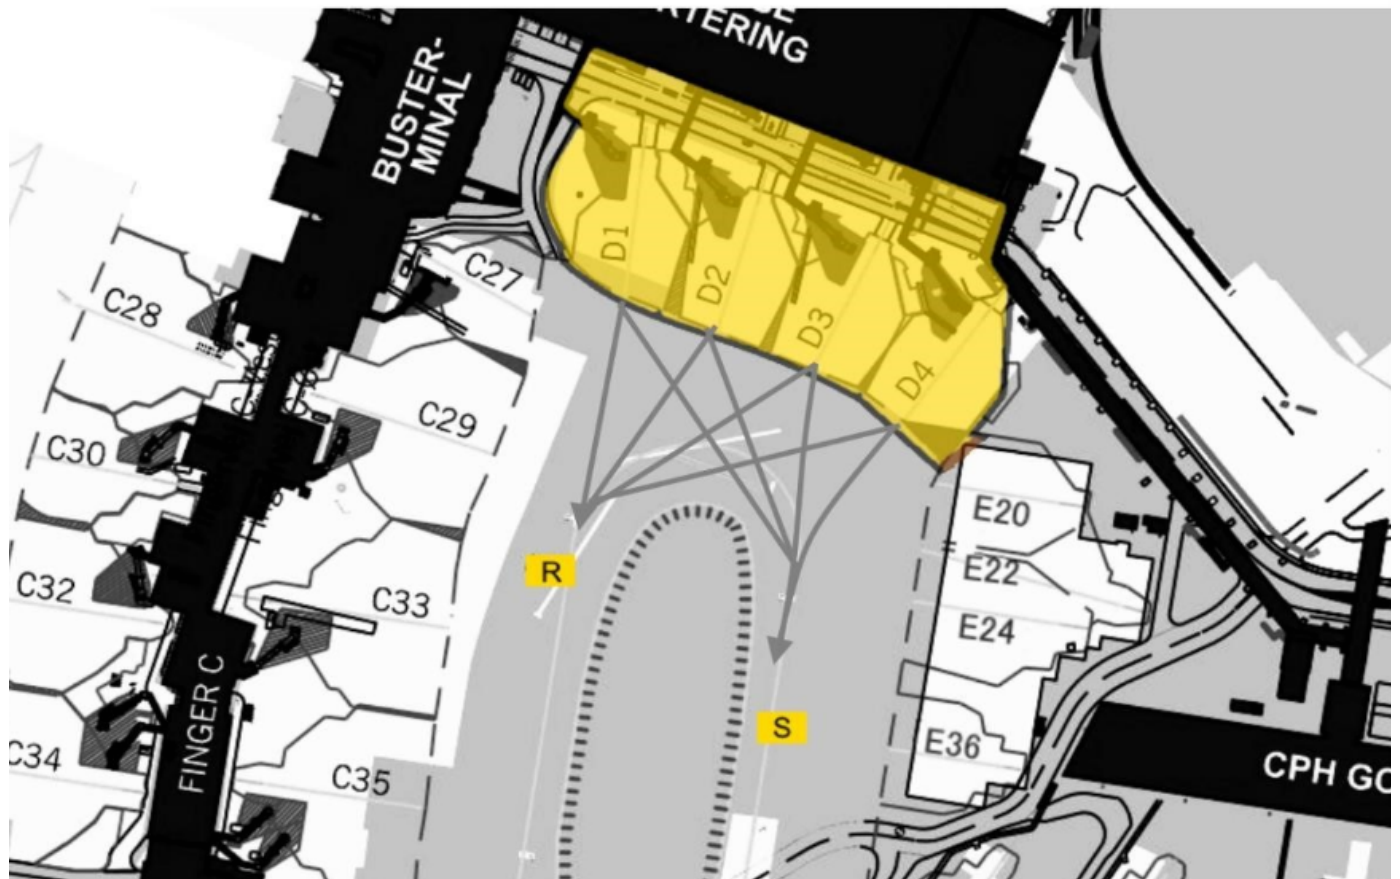 RTERING
BUSTER-
MINAL
D1
D2
D3
D4
C27
C28
C29
C30
C32
C33
C34
C35
FINGER C
E20
E22
E24
E36
R
S
CPH GO